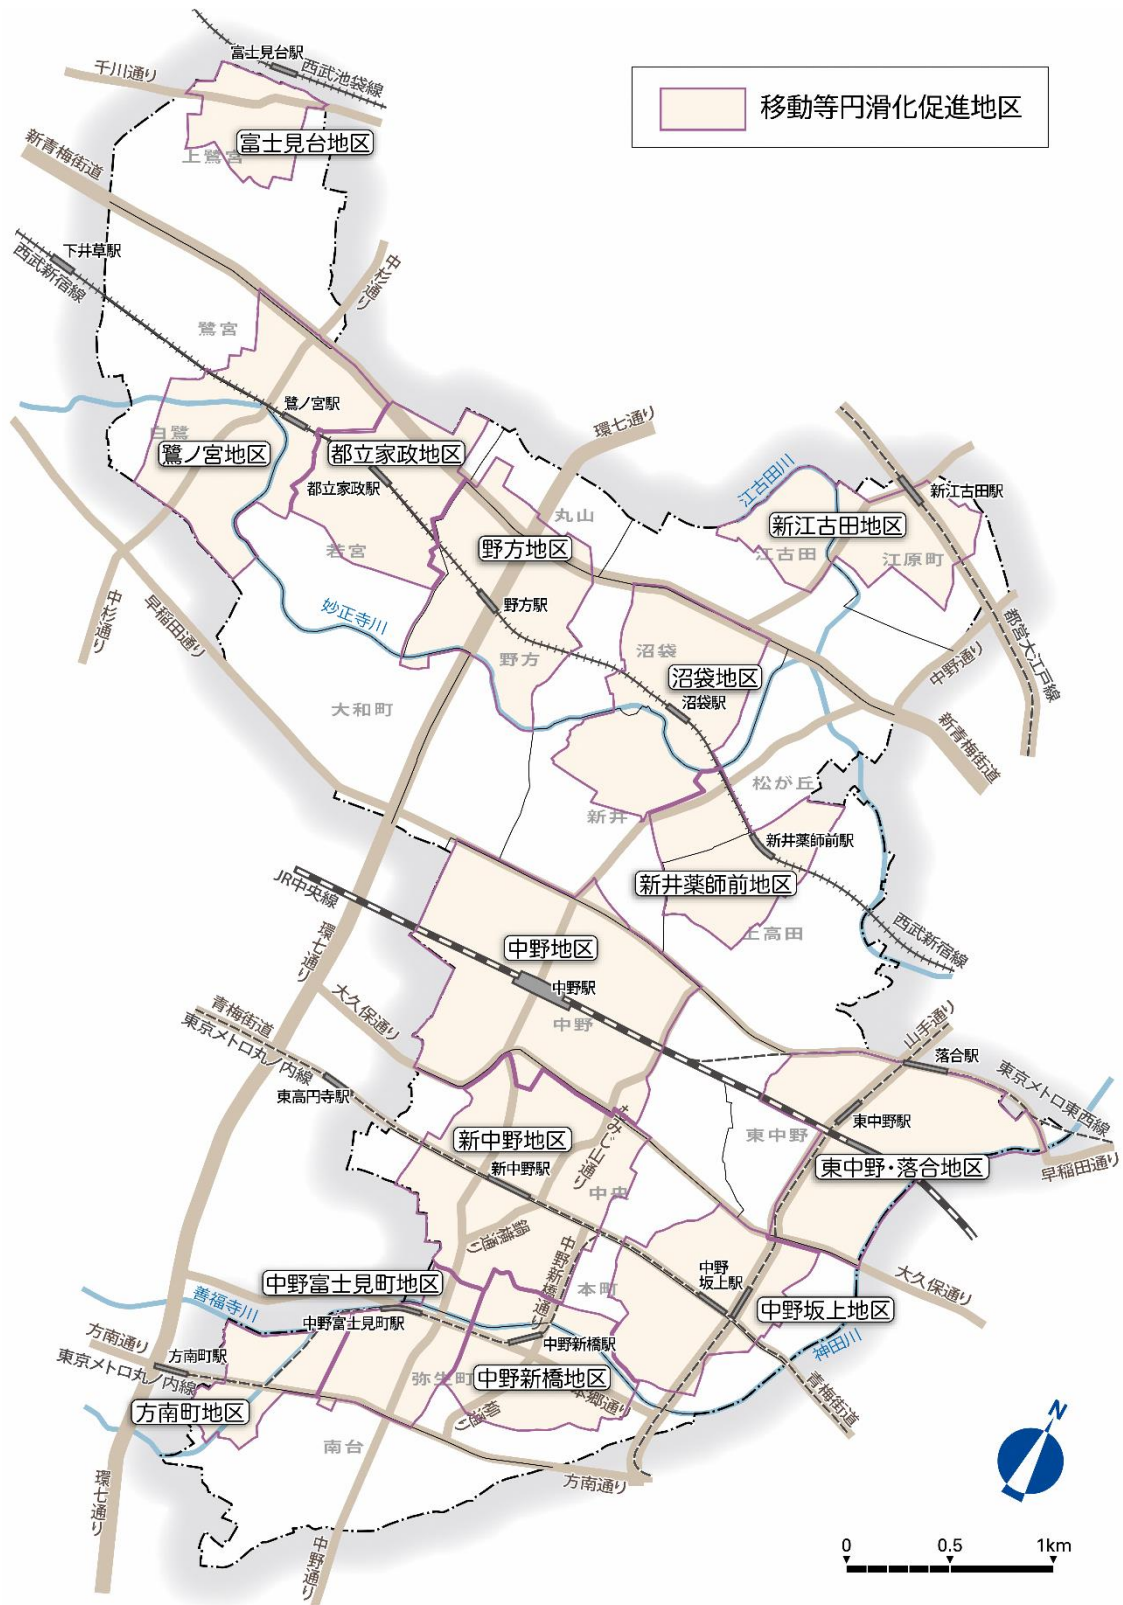 富士見台駅
西武池袋線
千川通り
移動等円滑化促進地区
富士見台地区
上鷺宮
新青梅街道
下井草駅
西武新宿線
中杉通り
鷺宮
鷺ノ宮駅
白鷺
鷺ノ宮地区
都立家政地区
都立家政駅
環七通り
丸山
野方地区
若宮
江古田川
新江古田駅
新江古田地区
江古田
江原町
中杉通り
早稲田通り
妙正寺川
野方駅
野方
沼袋
沼袋地区
沼袋駅
都営大江戸線
中野通り
新青梅街道
大和町
松が丘
新井
新井薬師前駅
新井薬師前地区
上高田
西武新宿線
JR中央線
環七通り
中野地区
中野駅
中野
大久保通り
青梅街道
東京メトロ丸ノ内線
東高円寺駅
山手通り
落合駅
東京メトロ東西線
東中野駅
東中野
東中野・落合地区
早稲田通り
新中野地区
新中野駅
もみじ山通り
中央
鍋横通り
中野新橋通り
本町
中野
坂上駅
中野坂上地区
大久保通り
神田川
青梅街道
中野富士見町地区
善福寺川
中野富士見町駅
中野新橋駅
方南通り
方南町駅
東京メトロ丸ノ内線
弥生町
中野新橋地区
本郷通り
方南町地区
南台
方南通り
環七通り
中野通り
N
0 0.5 1km